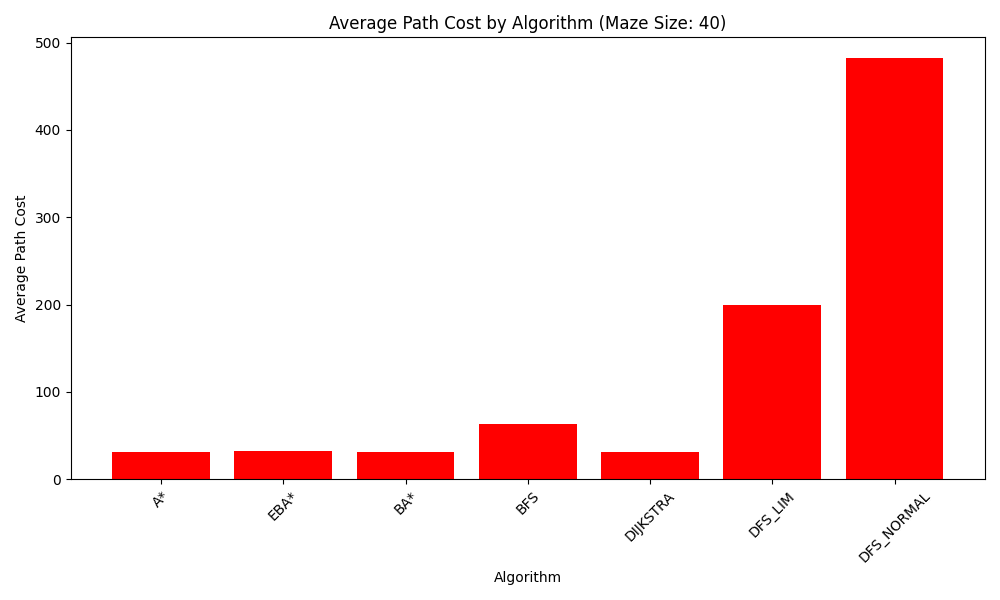 Average Path Cost by Algorithm (Maze Size: 40)
Average Path Cost
500
400
300
200
100
0
A*
EBA*
BA*
BFS
DIJKSTRA
DFS_LIM
DFS_NORMAL
Algorithm